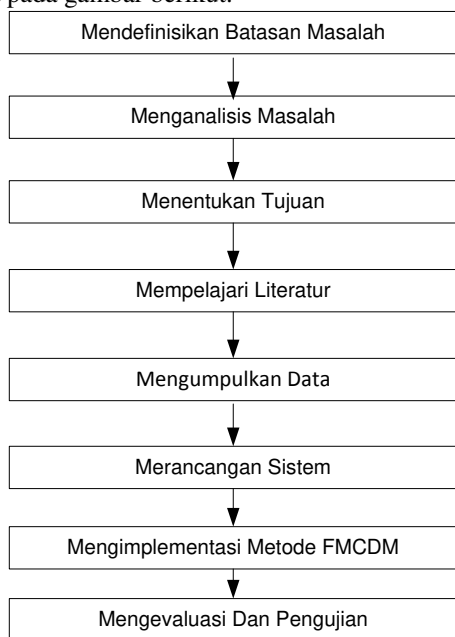 pada gambar berikut.
Mendefinisikan Batasan Masalah
Menganalisis Masalah
Menentukan Tujuan
Mempelajari Literatur
Mengumpulkan Data
Merancangan Sistem
Mengimplementasi Metode FMCDM
Mengevaluasi Dan Pengujian